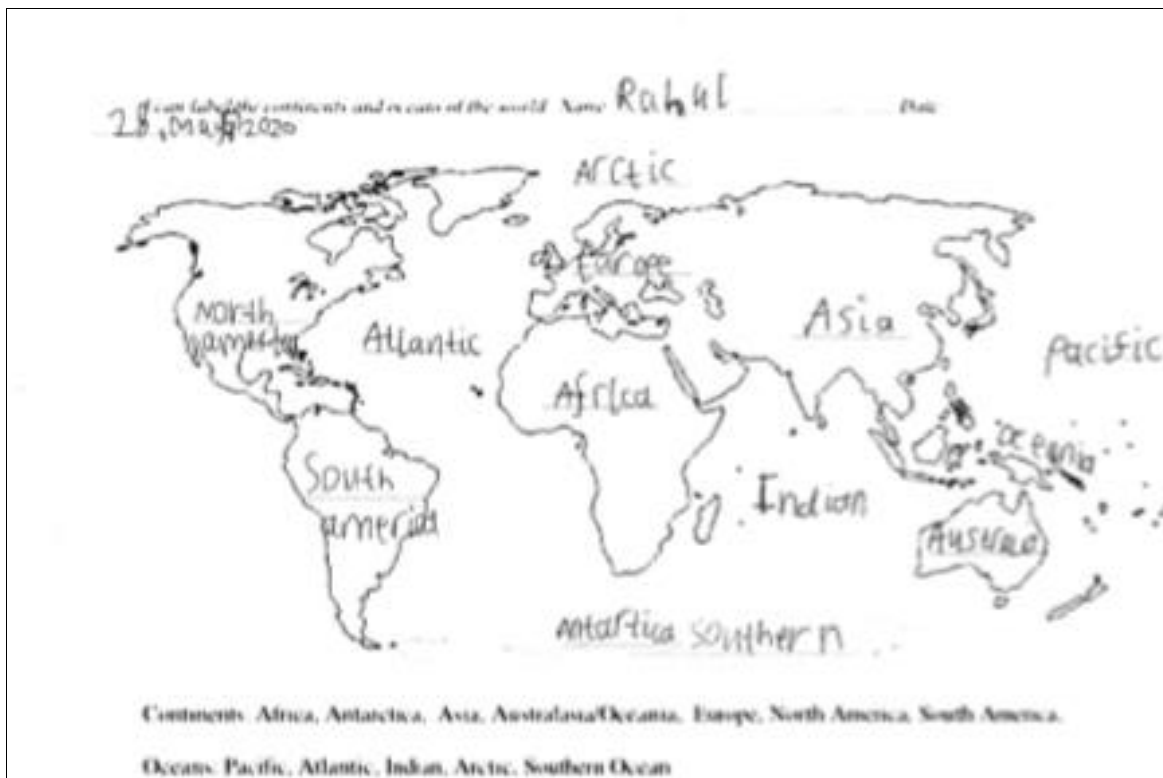 I can label the continents and oceans of the world Name Rahul Date
28, May 2020
Arctic
Europe
North
Asia
Atlantic
Pacific
Africa
Oceania
South
Indian
america
Antartica Southern
Continents: Africa, Antarctica, Asia, Australasia/Oceania, Europe, North America, South America.
Oceans: Pacific, Atlantic, Indian, Arctic, Southern Ocean